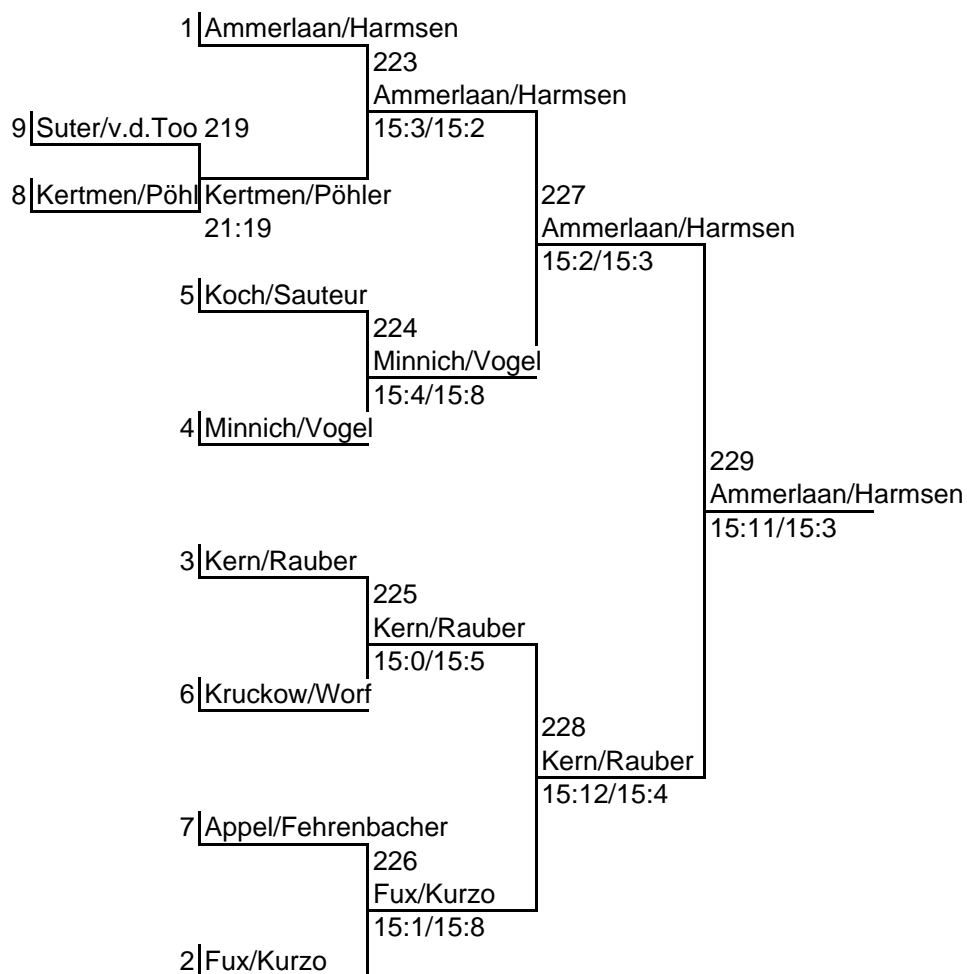 1 Ammerlaan/Harmsen
223
Ammerlaan/Harmsen
9 Suter/v.d.Too 219
15:3/15:2
8 Kertmen/Pöhl Kertmen/Pöhler
227
21:19
Ammerlaan/Harmsen
15:2/15:3
5 Koch/Sauteur
224
Minnich/Vogel
15:4/15:8
4 Minnich/Vogel
229
Ammerlaan/Harmsen
15:11/15:3
3 Kern/Rauber
225
Kern/Rauber
15:0/15:5
6 Kruckow/Worf
228
Kern/Rauber
15:12/15:4
7 Appel/Fehrenbacher
226
Fux/Kurzo
15:1/15:8
2 Fux/Kurzo